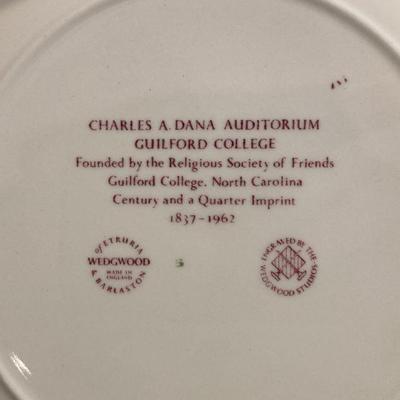 CHARLES A. DANA AUDITORIUM
GUILFORD COLLEGE
Founded by the Religious Society of Friends
Guilford College, North Carolina
Century and a Quarter Imprint
1837-1962
of ETRURIA
WEDGWOOD
MADE IN
ENGLAND
& BARLASTON
S
ENGRAVED BY THE
WEDGWOOD STUDIOS